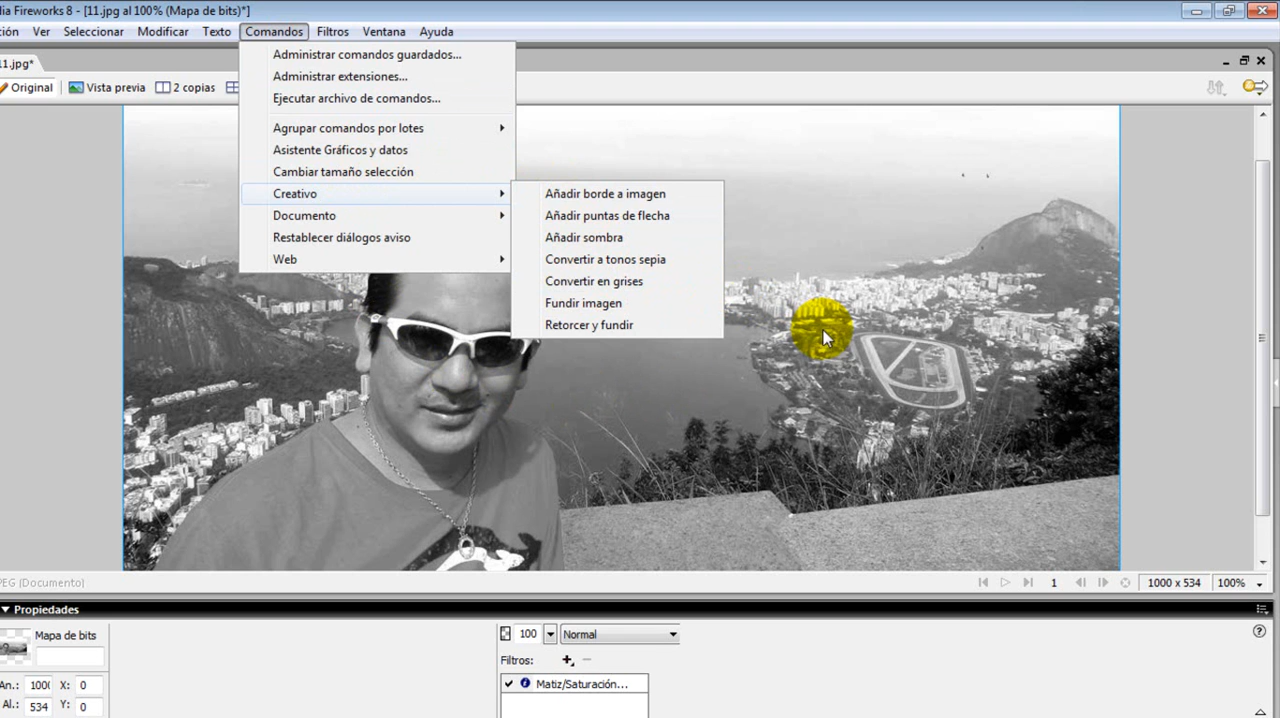 dia Fireworks 8 - [11.jpg al 100% (Mapa de bits)*]
ción Ver Seleccionar Modificar Texto Comandos Filtros Ventana Ayuda
11.jpg*
Original Vista previa 2 copias
Administrar comandos guardados...
Administrar extensiones...
Ejecutar archivo de comandos...
Agrupar comandos por lotes
Asistente Gráficos y datos
Cambiar tamaño selección
Creativo
Documento
Restablecer diálogos aviso
Web
Añadir borde a imagen
Añadir puntas de flecha
Añadir sombra
Convertir a tonos sepia
Convertir en grises
Fundir imagen
Retorcer y fundir
PEG (Documento) 1 1000 x 534 100%
Propiedades
Mapa de bits
100 Normal
Filtros:
Matiz/Saturación...
An.: 100 X: 0
Al.: 534 Y: 0